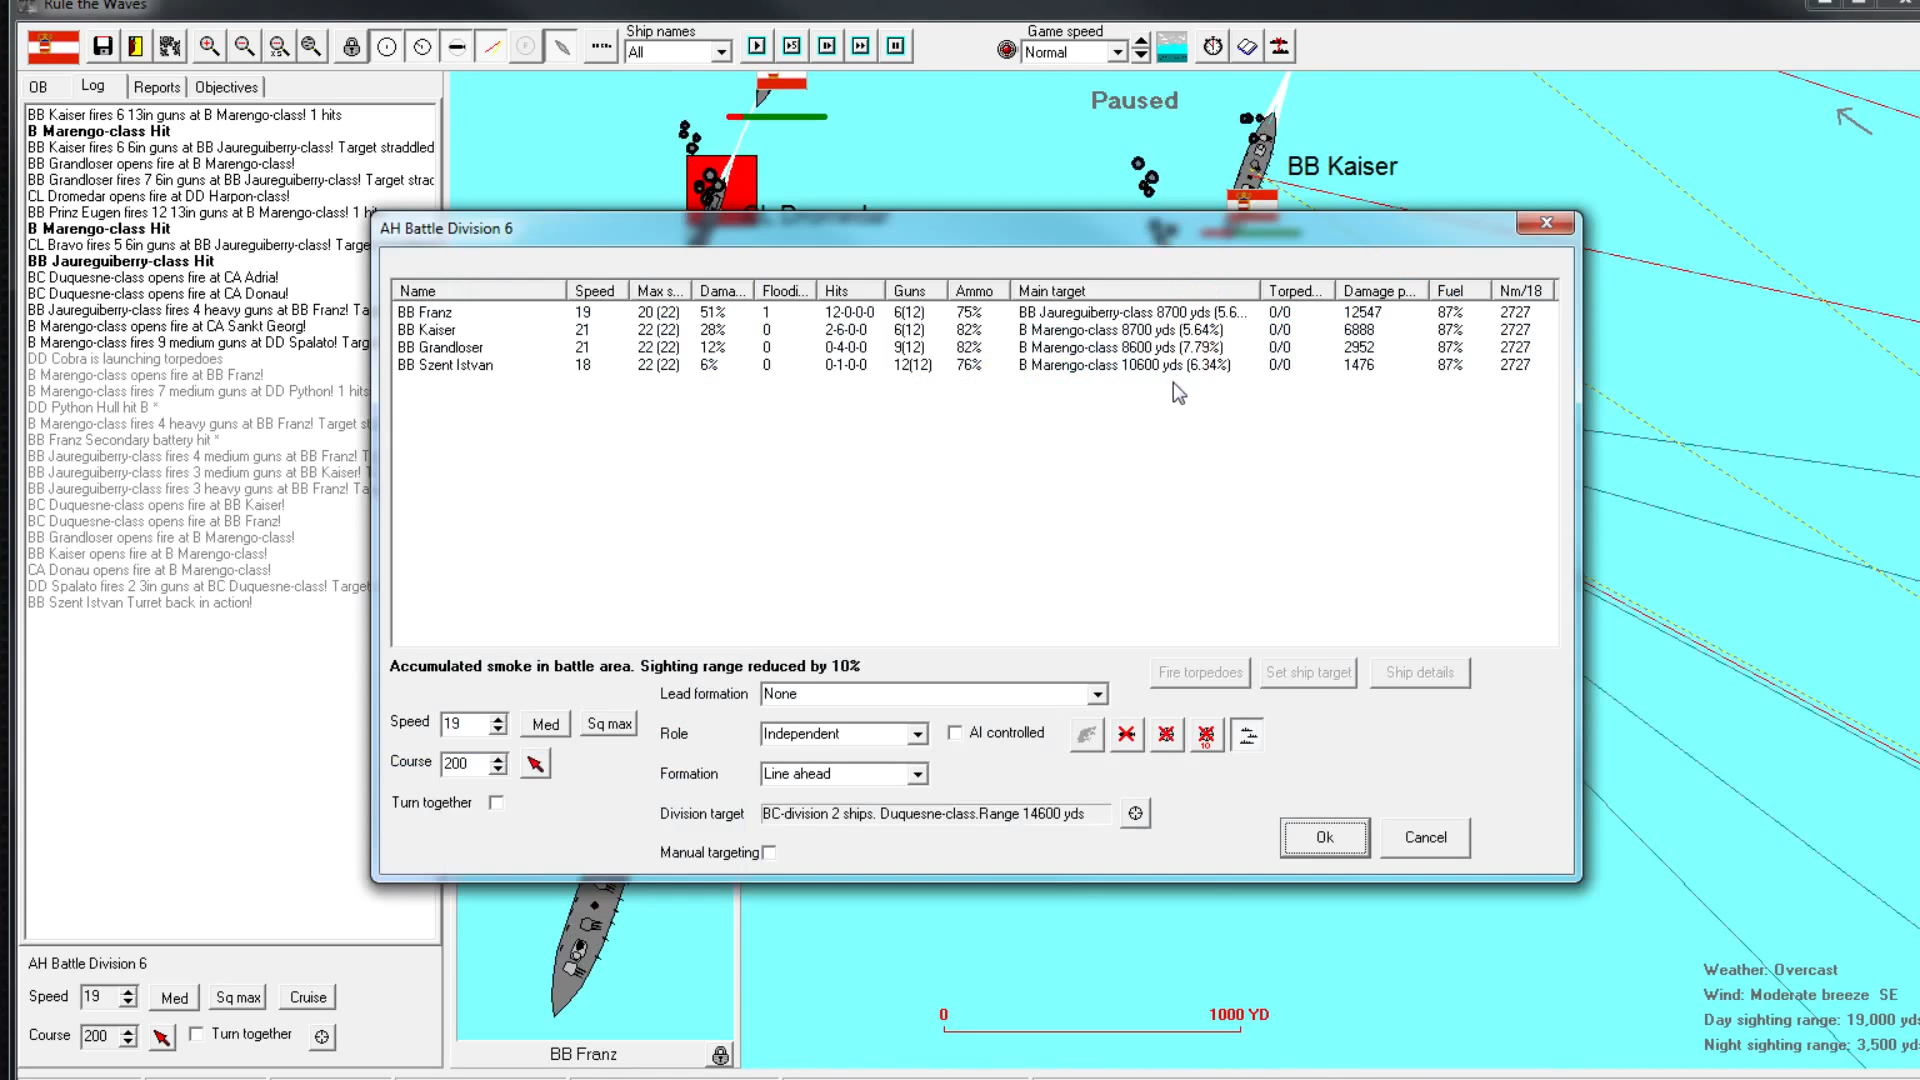 Rule the Waves
Ship names
All
Game speed
Normal
OB Log Reports Objectives
BB Kaiser fires 6 13in guns at B Marengo-class! 1 hits
B Marengo-class Hit
BB Kaiser fires 6 6in guns at BB Jaureguiberry-class! Target straddled
BB Grandloser opens fire at B Marengo-class!
BB Grandloser fires 7 6in guns at BB Jaureguiberry-class! Target strac
CL Dromedar opens fire at DD Harpon-class!
BB Prinz Eugen fires 12 13in guns at B Marengo-class! 1 hit
B Marengo-class Hit
CL Bravo fires 5 6in guns at BB Jaureguiberry-class! Targe
BB Jaureguiberry-class Hit
BC Duquesne-class opens fire at CA Adria!
BC Duquesne-class opens fire at CA Donau!
BB Jaureguiberry-class fires 4 heavy guns at BB Franz! Ta
B Marengo-class opens fire at CA Sankt Georg!
B Marengo-class fires 9 medium guns at DD Spalato! Targ
DD Cobra is launching torpedoes
B Marengo-class opens fire at BB Franz!
B Marengo-class fires 7 medium guns at DD Python! 1 hits
DD Python Hull hit B *
B Marengo-class fires 4 heavy guns at BB Franz! Target st
BB Franz Secondary battery hit *
BB Jaureguiberry-class fires 4 medium guns at BB Franz! T
BB Jaureguiberry-class fires 3 medium guns at BB Kaiser! T
BB Jaureguiberry-class fires 3 heavy guns at BB Franz! Ta
BC Duquesne-class opens fire at BB Kaiser!
BC Duquesne-class opens fire at BB Franz!
BB Grandloser opens fire at B Marengo-class!
BB Kaiser opens fire at B Marengo-class!
CA Donau opens fire at B Marengo-class!
DD Spalato fires 2 3in guns at BC Duquesne-class! Target
BB Szent Istvan Turret back in action!
Paused
BB Kaiser
CL Dromedar
AH Battle Division 6
Name Speed Max s... Dama... Floodi... Hits Guns Ammo Main target Torped... Damage p... Fuel Nm/18
BB Franz 19 20 (22) 51% 1 12-0-0-0 6(12) 75% BB Jaureguiberry-class 8700 yds (5.6... 0/0 12547 87% 2727
BB Kaiser 21 22 (22) 28% 0 2-6-0-0 6(12) 82% B Marengo-class 8700 yds (5.64%) 0/0 6888 87% 2727
BB Grandloser 21 22 (22) 12% 0 0-4-0-0 9(12) 82% B Marengo-class 8600 yds (7.79%) 0/0 2952 87% 2727
BB Szent Istvan 18 22 (22) 6% 0 0-1-0-0 12(12) 76% B Marengo-class 10600 yds (6.34%) 0/0 1476 87% 2727
Accumulated smoke in battle area. Sighting range reduced by 10%
Fire torpedoes Set ship target Ship details
Lead formation None
Speed 19 Med Sq max
Role Independent AI controlled
10
Course 200
Formation Line ahead
Turn together
Division target BC-division 2 ships. Duquesne-class.Range 14600 yds
Manual targeting
Ok Cancel
AH Battle Division 6
Speed 19 Med Sq max Cruise
Course 200 Turn together
BB Franz
0 1000 YD
Weather: Overcast
Wind: Moderate breeze SE
Day sighting range: 19,000 yds
Night sighting range: 3,500 yd